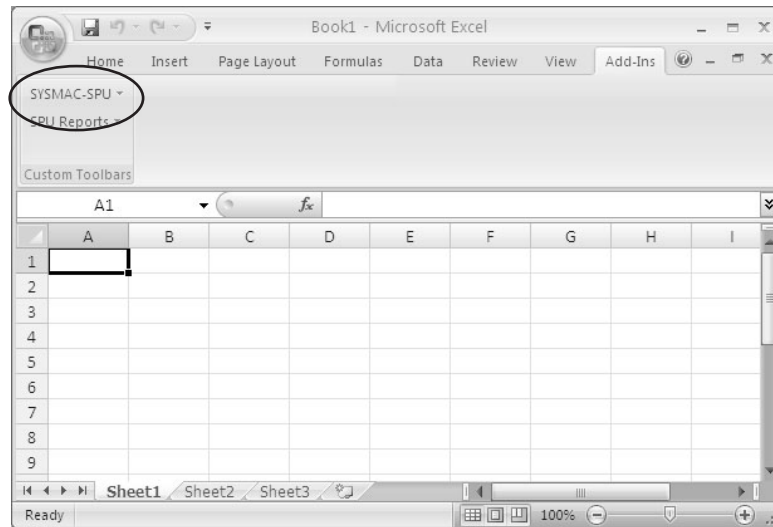 Book1 - Microsoft Excel
Home Insert Page Layout Formulas Data Review View Add-Ins
SYSMAC-SPU
SPU Reports
Custom Toolbars
A1 fx
A B C D E F G H I
1
2
3
4
5
6
7
8
9
Sheet1 Sheet2 Sheet3
Ready 100%